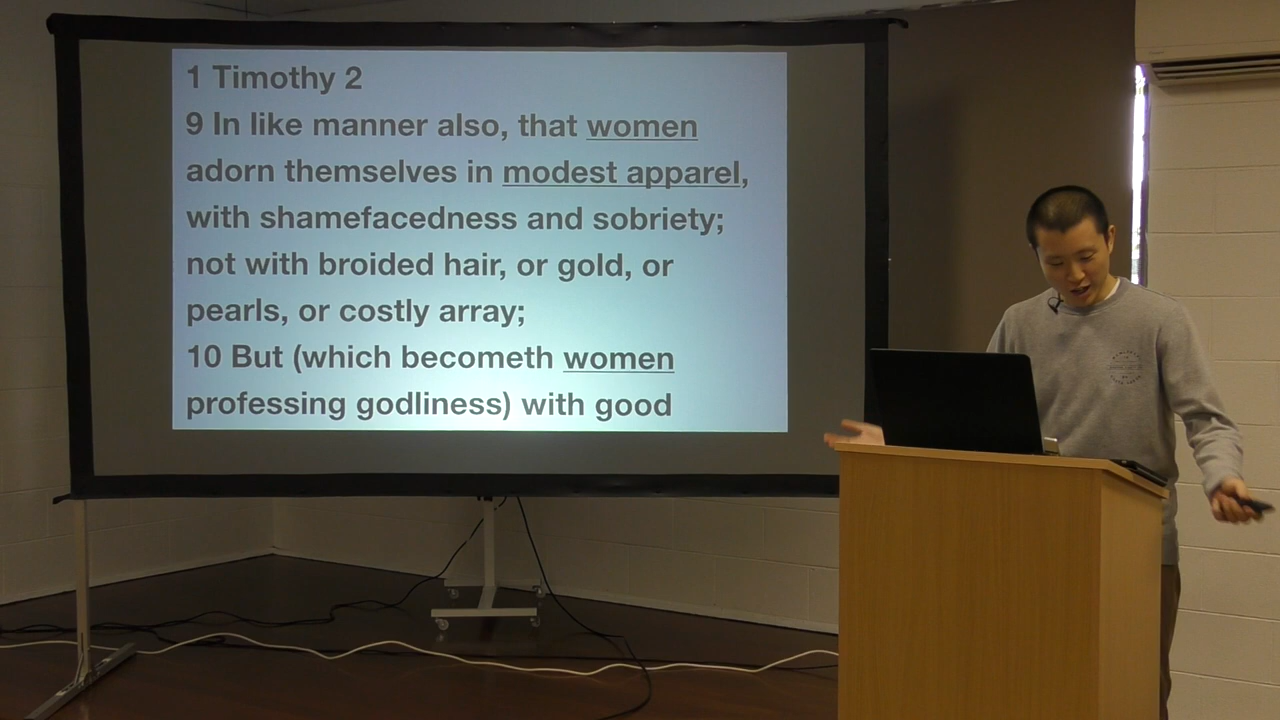 1 Timothy 2
9 In like manner also, that women
adorn themselves in modest apparel,
with shamefacedness and sobriety;
not with broided hair, or gold, or
pearls, or costly array;
10 But (which becometh women
professing godliness) with good